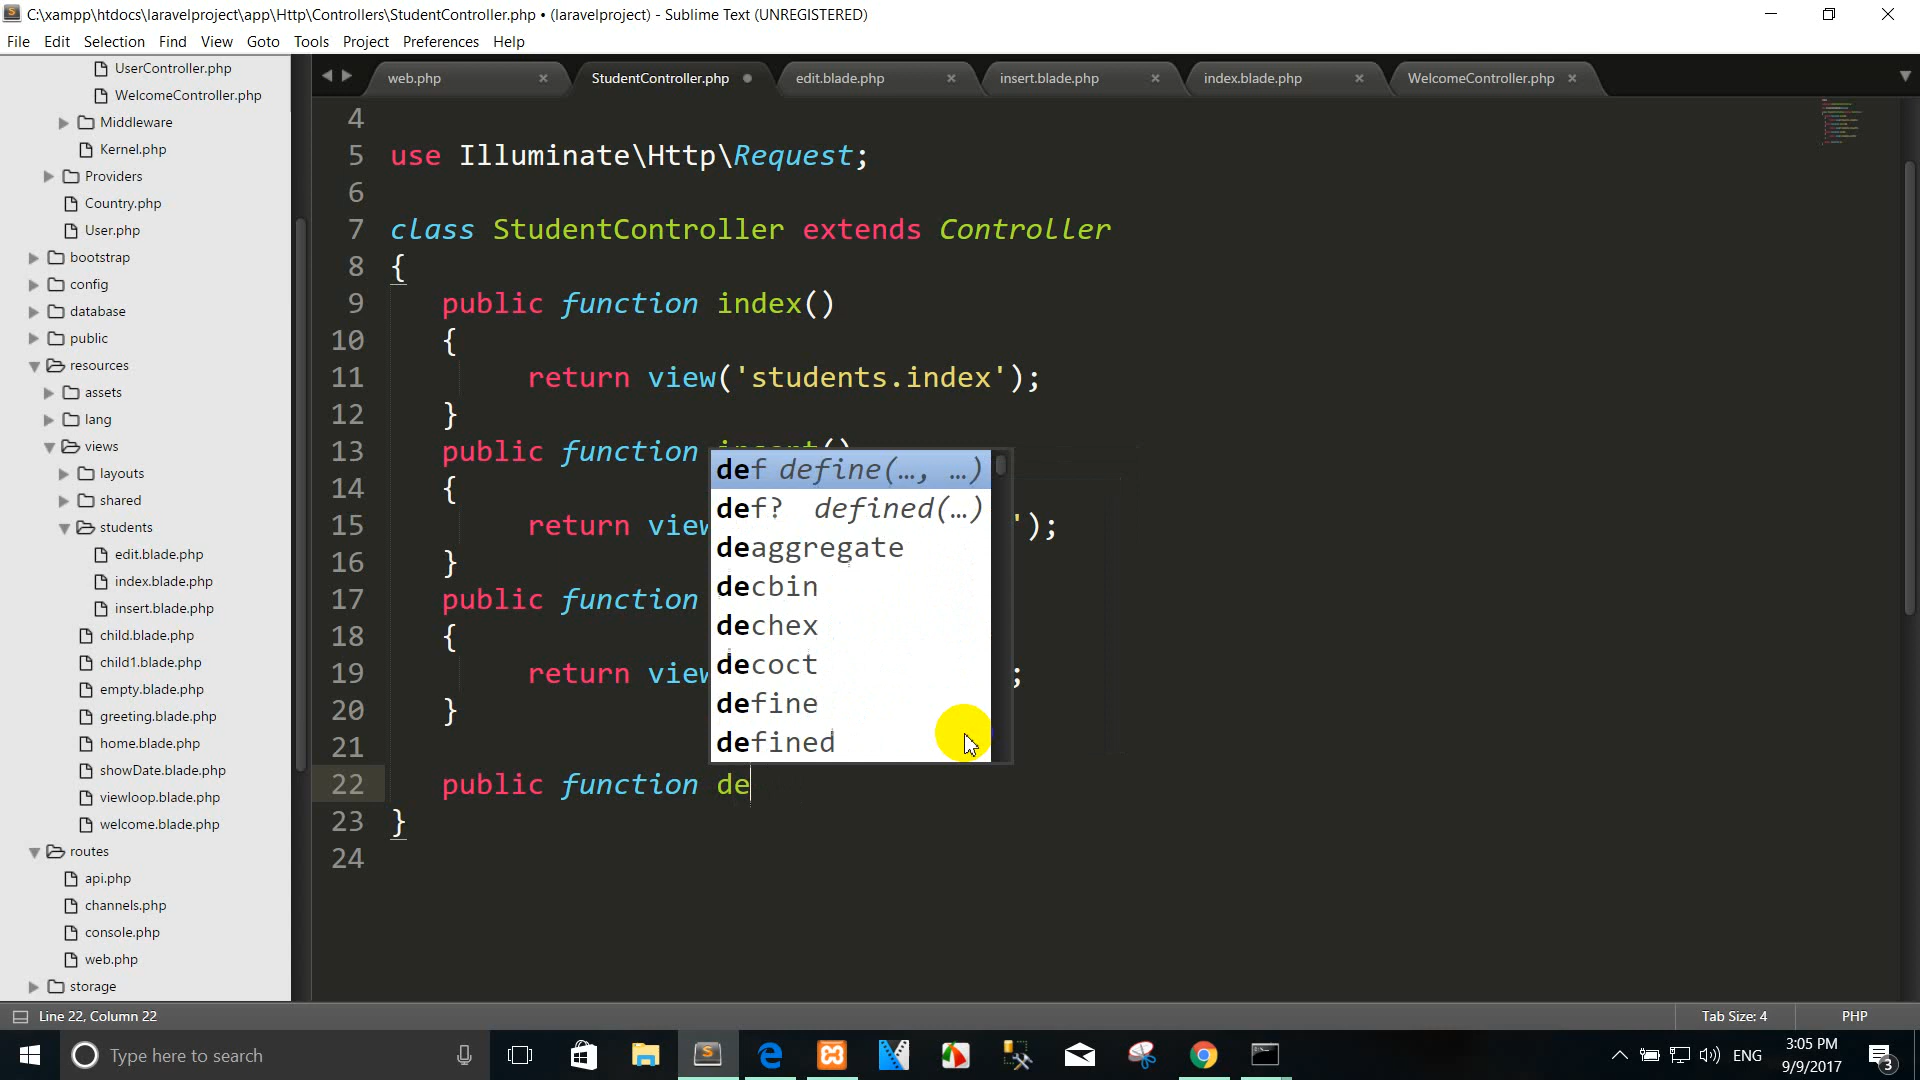 C:\xampp\htdocs\laravelproject\app\Http\Controllers\StudentController.php • (laravelproject) - Sublime Text (UNREGISTERED)
File Edit Selection Find View Goto Tools Project Preferences Help
UserController.php
WelcomeController.php
Middleware
Kernel.php
Providers
Country.php
User.php
bootstrap
config
database
public
resources
assets
lang
views
layouts
shared
students
edit.blade.php
index.blade.php
insert.blade.php
child.blade.php
child1.blade.php
empty.blade.php
greeting.blade.php
home.blade.php
showDate.blade.php
viewloop.blade.php
welcome.blade.php
routes
api.php
channels.php
console.php
web.php
storage
web.php StudentController.php edit.blade.php insert.blade.php index.blade.php WelcomeController.php
4
5 use Illuminate\Http\Request;
6
7 class StudentController extends Controller
8 {
9 public function index()
10 {
11 return view('students.index');
12 }
13 public function insert()
14 {
15 return view ');
16 }
17 public function
18 {
19 return view ;
20 }
21
22 public function de
23 }
24
def define(…, …)
def? defined(…)
deaggregate
decbin
dechex
decoct
define
defined
Line 22, Column 22 Tab Size: 4 PHP
Type here to search
ENG
3:05 PM
9/9/2017
3